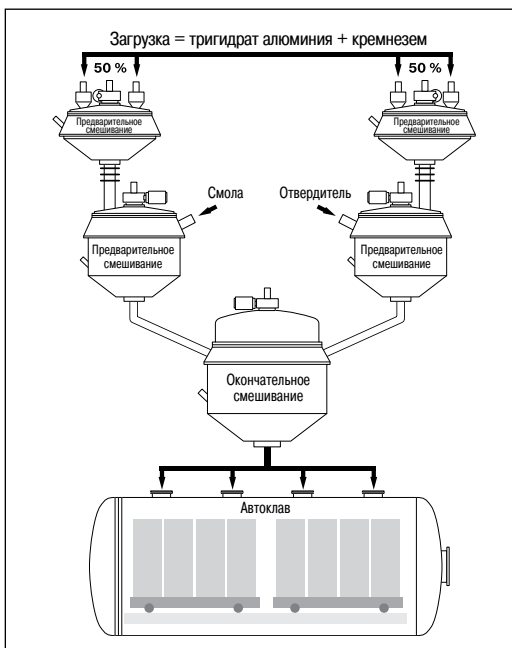 Загрузка = тригидрат алюминия + кремнезем
50 %
50 %
Предварительное
смешивание
Предварительное
смешивание
Смола
Отвердитель
Предварительное
смешивание
Предварительное
смешивание
Окончательное
смешивание
Автоклав